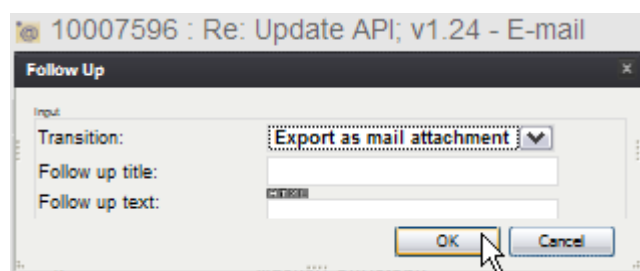 10007596 : Re: Update API; v1.24 - E-mail
Follow Up
Input
Transition: Export as mail attachment
Follow up title:
Follow up text:
OK Cancel